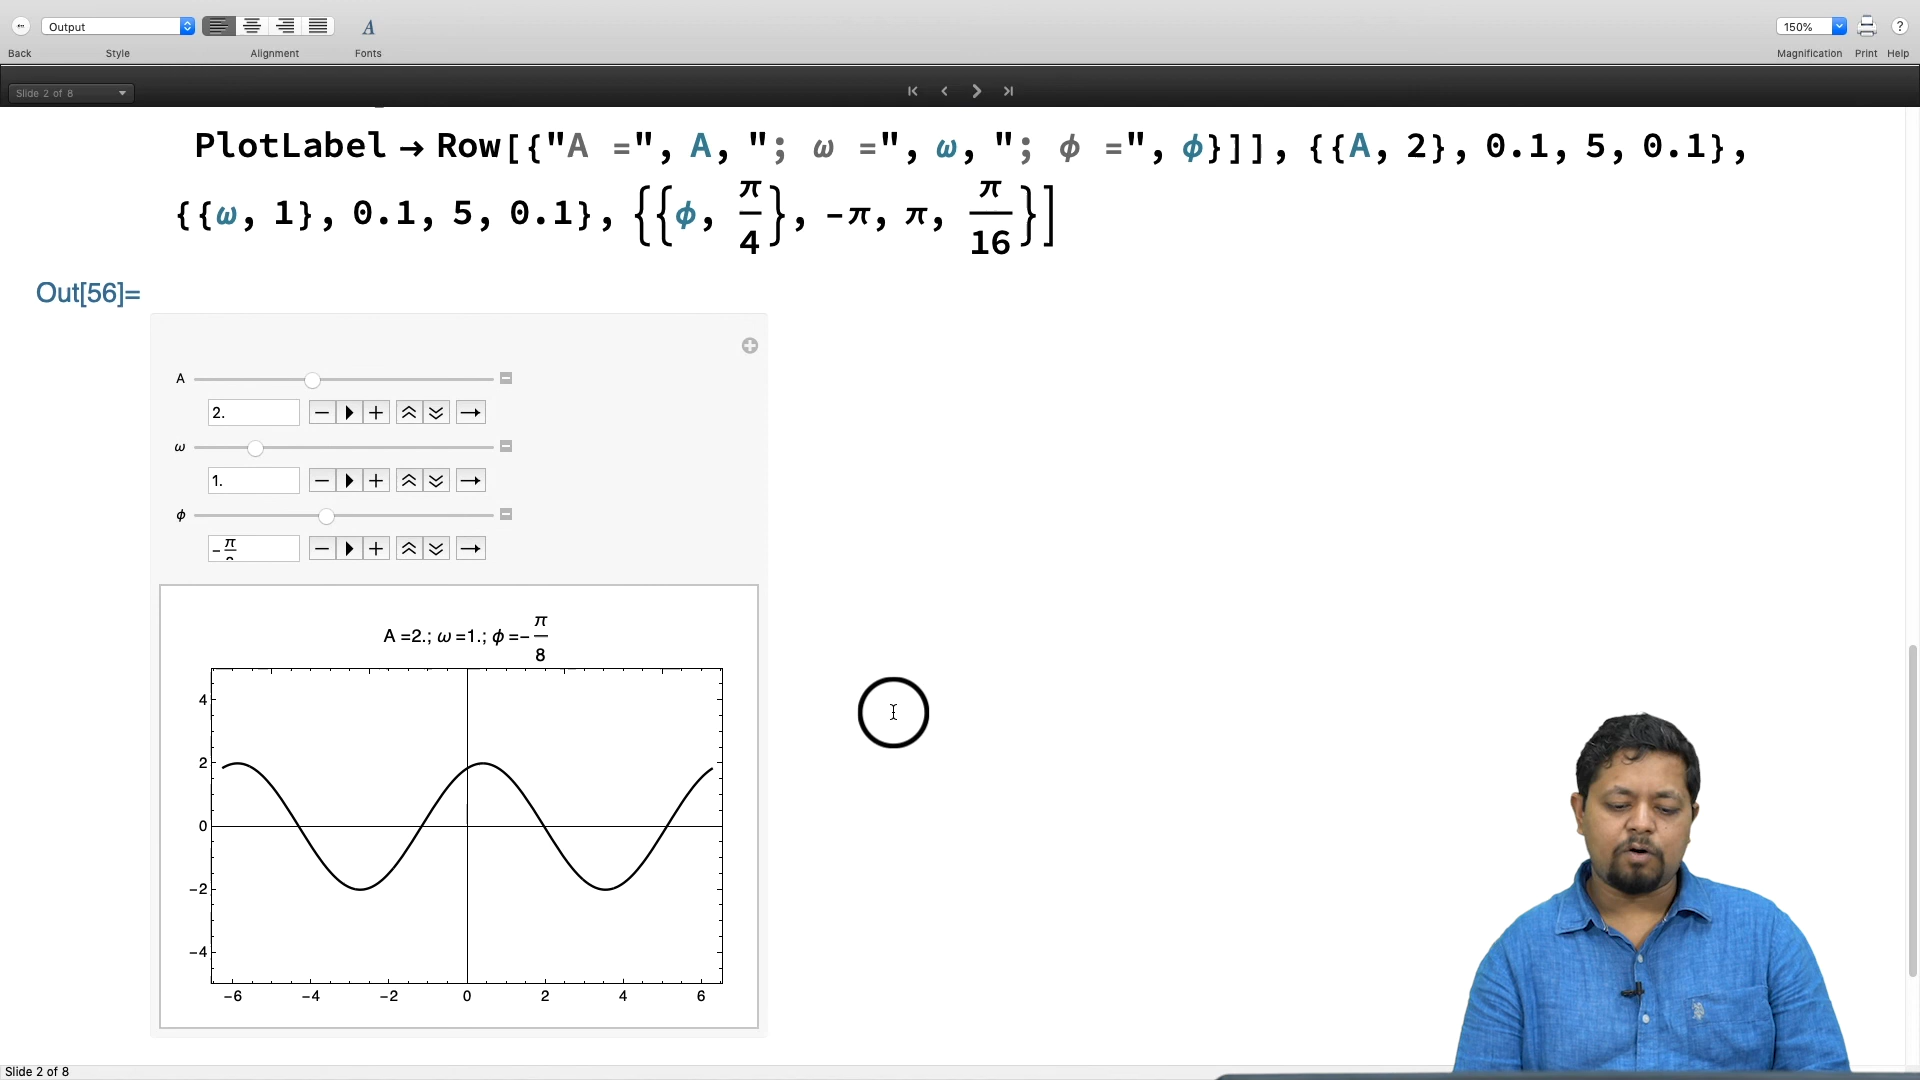 Output
150%
Back
Style
Alignment
Fonts
Magnification
Print
Help
Slide 2 of 8
PlotLabel → Row[{"A =", A, "; ω =", ω, "; ϕ =", ϕ}]], {{A, 2}, 0.1, 5, 0.1},
{{ω, 1}, 0.1, 5, 0.1}, {{ϕ, π/4}, -π, π, π/16}]
Out[56]=
A
2.
ω
1.
ϕ
-π/8
A =2.; ω =1.; ϕ =-π/8
4
2
0
-2
-4
-6 -4 -2 0 2 4 6
Slide 2 of 8